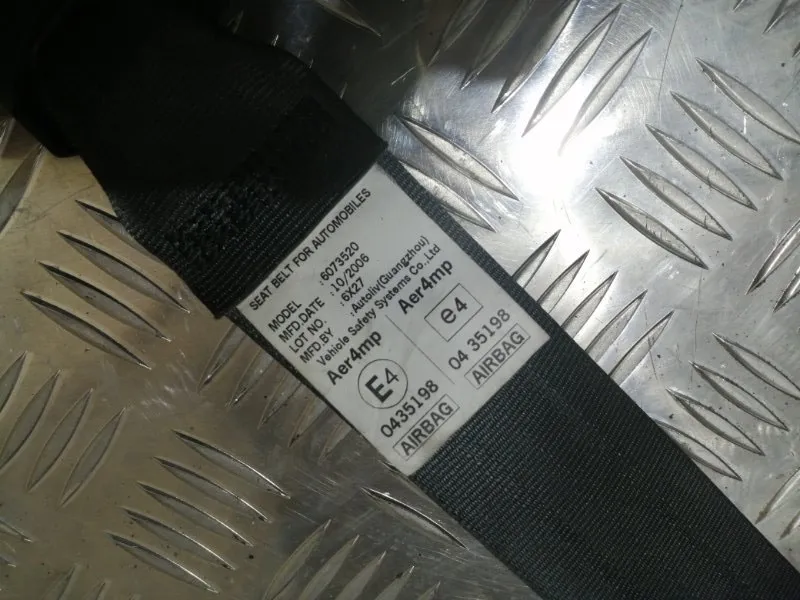 SEAT BELT FOR AUTOMOBILES
MODEL : 6073520
MFD.DATE : 10/2006
LOT NO : 6X27
MFD.BY : Autoliv(Guangzhou)
Vehicle Safety Systems Co.,Ltd
Aer4mp Aer4mp
E4 e4
0435198 04 35198
AIRBAG AIRBAG